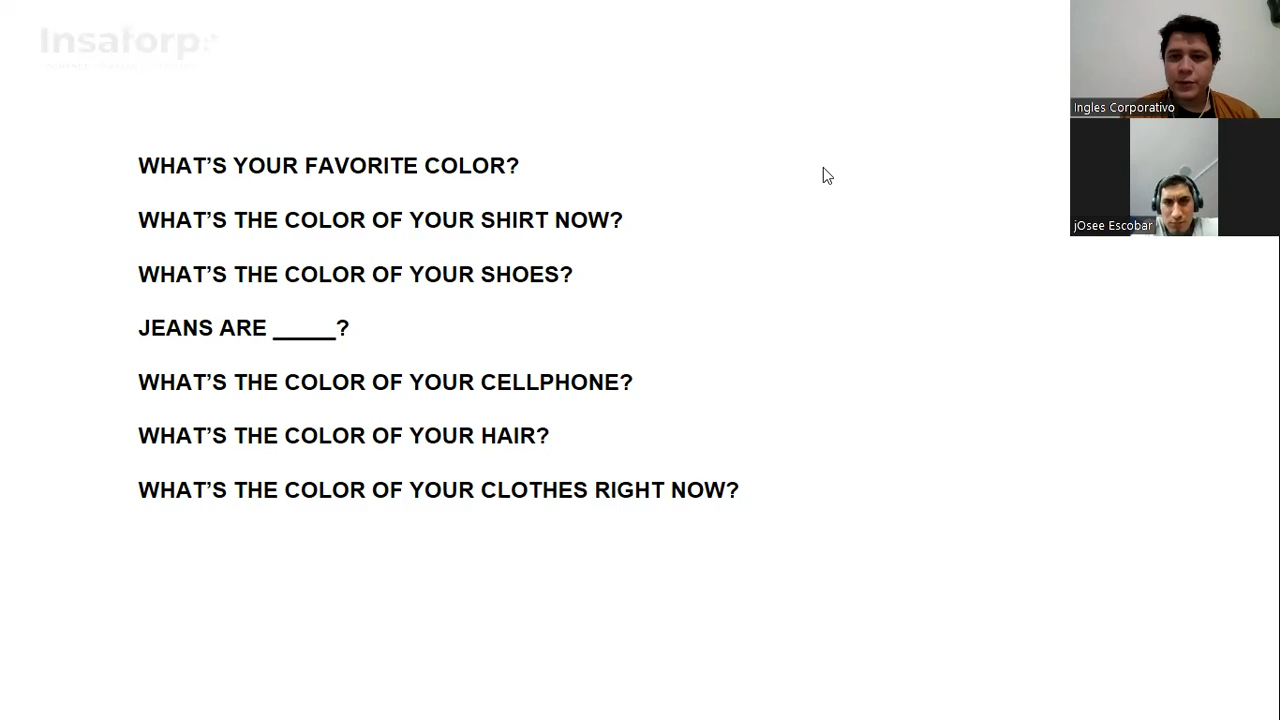 Insaforp
WHAT'S YOUR FAVORITE COLOR?
WHAT'S THE COLOR OF YOUR SHIRT NOW?
WHAT'S THE COLOR OF YOUR SHOES?
JEANS ARE _____?
WHAT'S THE COLOR OF YOUR CELLPHONE?
WHAT'S THE COLOR OF YOUR HAIR?
WHAT'S THE COLOR OF YOUR CLOTHES RIGHT NOW?
Ingles Corporativo
jOsee Escobar